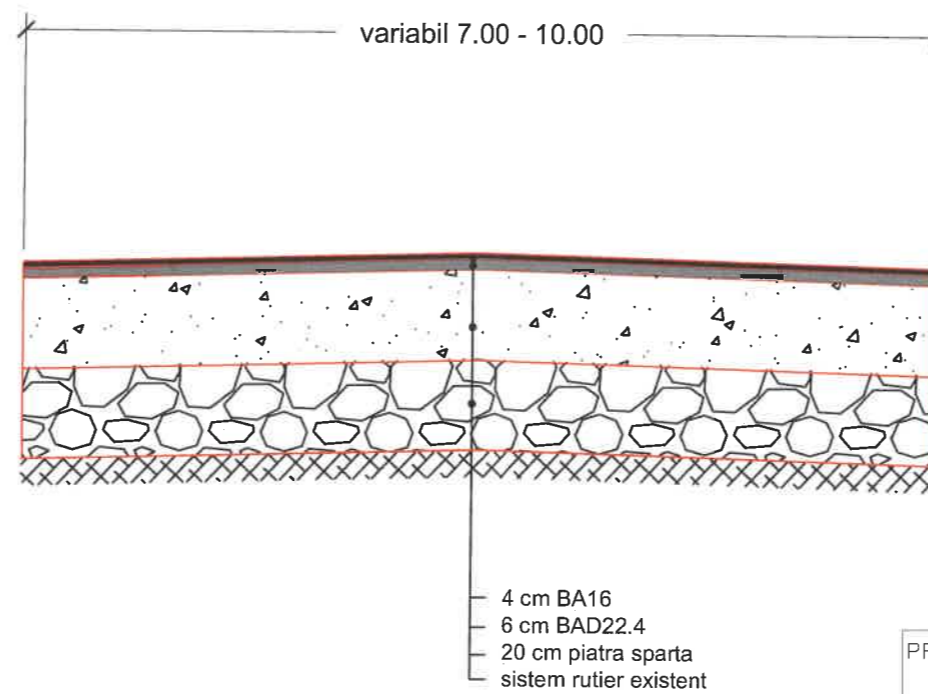 variabil 7.00 - 10.00
4 cm BA16
6 cm BAD22.4
20 cm piatra sparta
sistem rutier existent